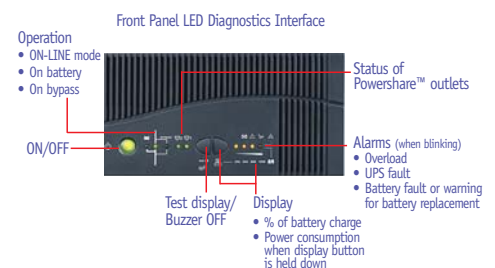 Front Panel LED Diagnostics Interface
Operation
• ON-LINE mode
• On battery
• On bypass
ON/OFF
Status of
Powershare™ outlets
Alarms (when blinking)
• Overload
• UPS fault
• Battery fault or warning
for battery replacement
Test display/
Buzzer OFF
Display
• % of battery charge
• Power consumption
when display button
is held down